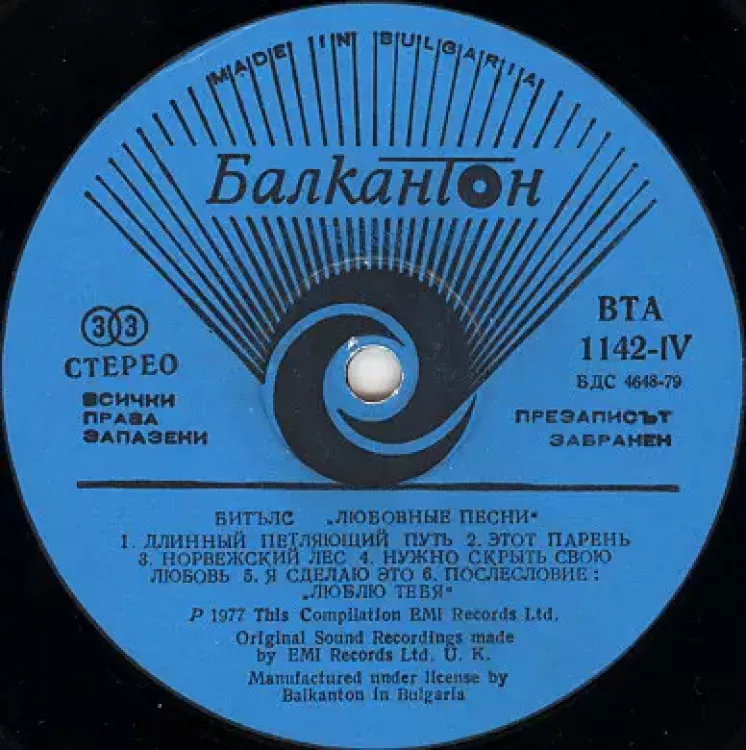 MADE IN BULGARIA
Балкантон
33
СТЕРЕО
ВСИЧКИ
ПРАВА
ЗАПАЗЕНИ
ВТА
1142-IV
БДС 4648-79
ПРЕЗАПИСЪТ
ЗАБРАНЕН
БИТЪЛС „ЛЮБОВНЫЕ ПЕСНИ“
1. ДЛИННЫЙ ПЕТЛЯЮЩИЙ ПУТЬ 2. ЭТОТ ПАРЕНЬ
3. НОРВЕЖСКИЙ ЛЕС 4. НУЖНО СКРЫТЬ СВОЮ
ЛЮБОВЬ 5. Я СДЕЛАЮ ЭТО 6. ПОСЛЕСЛОВИЕ:
„ЛЮБЛЮ ТЕБЯ“
P 1977 This Compilation EMI Records Ltd.
Original Sound Recordings made
by EMI Records Ltd. U. K.
Manufactured under license by
Balkanton in Bulgaria